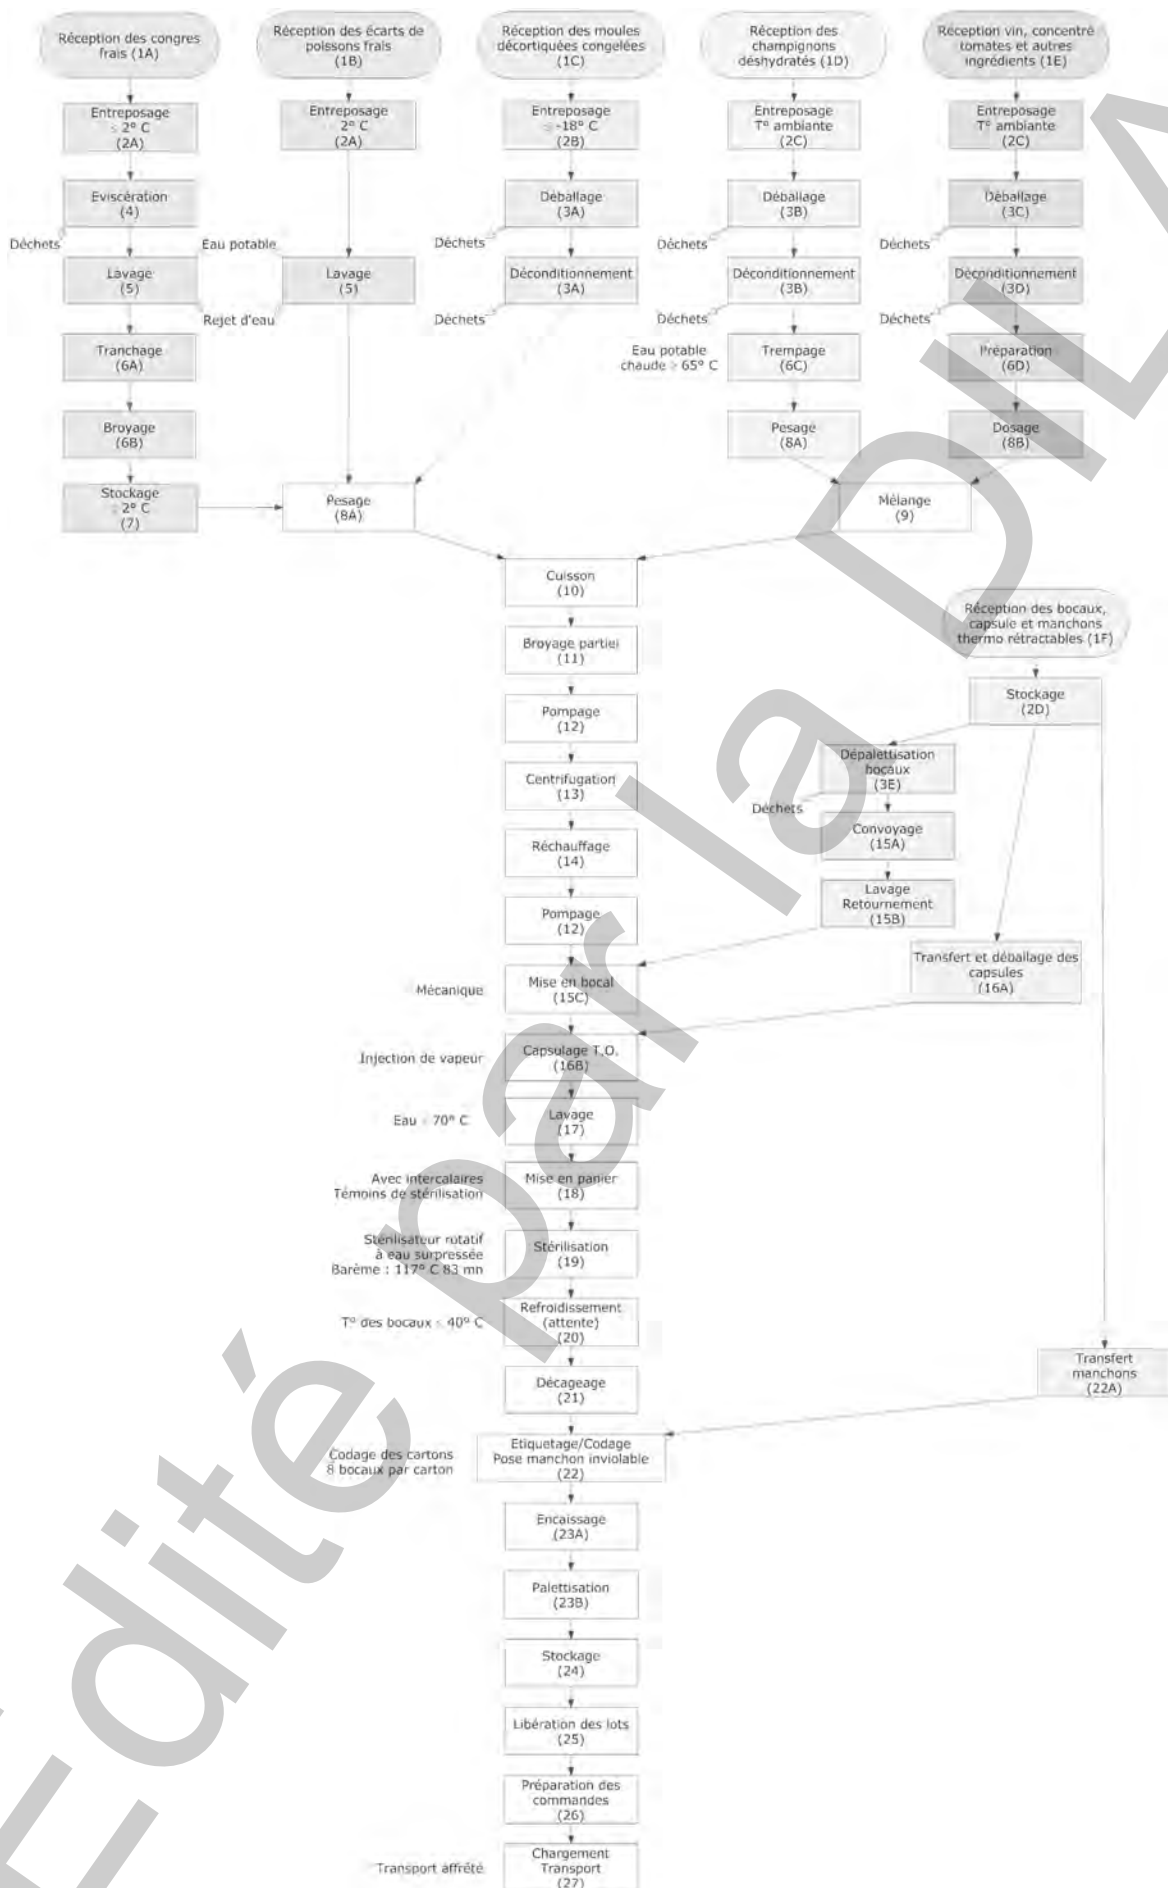 Réception des congres
frais (1A)
Réception des écarts de
poissons frais
(1B)
Réception des moules
décortiquées congelées
(1C)
Réception des
champignons
déshydratés (1D)
Réception vin, concentré
tomates et autres
ingrédients (1E)
Entreposage
≤ 2° C
(2A)
Entreposage
2° C
(2A)
Entreposage
≤ -18° C
(2B)
Entreposage
T° ambiante
(2C)
Entreposage
T° ambiante
(2C)
Eviscération
(4)
Déchets
Déballage
(3A)
Déchets
Déballage
(3B)
Déchets
Déballage
(3C)
Déchets
Eau potable
Lavage
(5)
Lavage
(5)
Rejet d'eau
Déconditionnement
(3A)
Déchets
Déconditionnement
(3B)
Déchets
Déconditionnement
(3D)
Déchets
Tranchage
(6A)
Eau potable
chaude ≥ 65° C
Trempage
(6C)
Préparation
(6D)
Broyage
(6B)
Pesage
(8A)
Dosage
(8B)
Stockage
2° C
(7)
Pesage
(8A)
Mélange
(9)
Cuisson
(10)
Réception des bocaux,
capsule et manchons
thermo rétractables (1F)
Broyage partiel
(11)
Stockage
(2D)
Pompage
(12)
Dépalettisation
bocaux
(3E)
Déchets
Centrifugation
(13)
Convoyage
(15A)
Réchauffage
(14)
Lavage
Retournement
(15B)
Pompage
(12)
Transfert et déballage des
capsules
(16A)
Mécanique
Mise en bocal
(15C)
Injection de vapeur
Capsulage T.O.
(16B)
Eau 70° C
Lavage
(17)
Avec intercalaires
Témoins de stérilisation
Mise en panier
(18)
Stérilisateur rotatif
à eau surpressée
Barème : 117° C 83 mn
Stérilisation
(19)
T° des bocaux 40° C
Refroidissement
(attente)
(20)
Transfert
manchons
(22A)
Décageage
(21)
Codage des cartons
8 bocaux par carton
Etiquetage/Codage
Pose manchon inviolable
(22)
Encaissage
(23A)
Palettisation
(23B)
Stockage
(24)
Libération des lots
(25)
Préparation des
commandes
(26)
Transport affrété
Chargement
Transport
(27)
Edité par la DILA